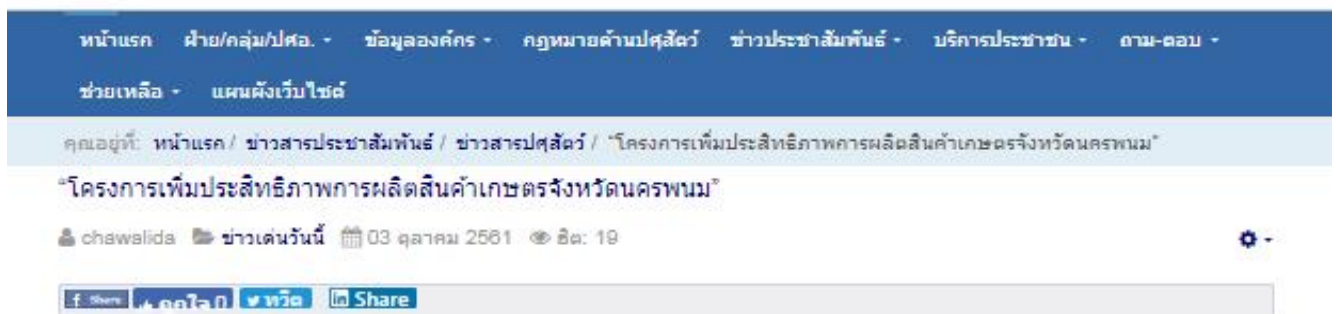 หน้าแรก ฝ่าย/กลุ่ม/ปศอ. ข้อมูลองค์กร กฎหมายด้านปศุสัตว์ ข่าวประชาสัมพันธ์ บริการประชาชน ถาม-ตอบ
ช่วยเหลือ แผนผังเว็บไซต์
คุณอยู่ที่: หน้าแรก / ข่าวสารประชาสัมพันธ์ / ข่าวสารปศุสัตว์ / "โครงการเพิ่มประสิทธิภาพการผลิตสินค้าเกษตรจังหวัดนครพนม"
"โครงการเพิ่มประสิทธิภาพการผลิตสินค้าเกษตรจังหวัดนครพนม"
chawalida ข่าวเด่นวันนี้ 03 ตุลาคม 2561 ฮิต: 19
f Share ถูกใจ 0 ทวีต in Share